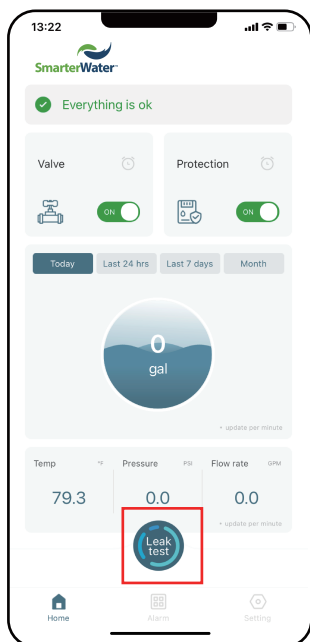 13:22
SmarterWater™
Everything is ok
Valve
Protection
ON
ON
Today Last 24 hrs Last 7 days Month
0
gal
* update per minute
Temp °F Pressure PSI Flow rate GPM
79.3 0.0 0.0
* update per minute
Leak
test
Home Alarm Setting